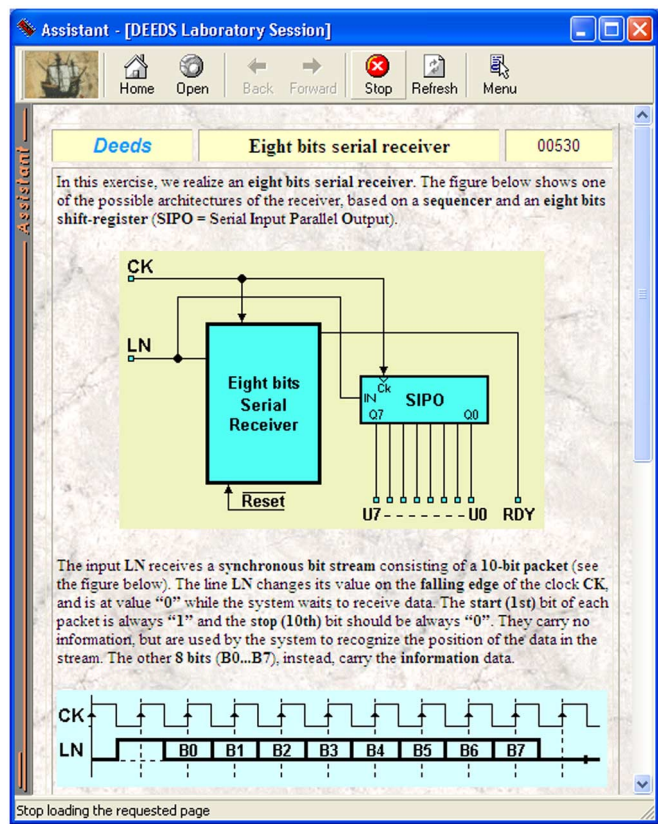 Assistant - [DEEDS Laboratory Session]
Home Open Back Forward Stop Refresh Menu
Assistant
Deeds Eight bits serial receiver 00530
In this exercise, we realize an eight bits serial receiver. The figure below shows one
of the possible architectures of the receiver, based on a sequencer and an eight bits
shift-register (SIPO = Serial Input Parallel Output).
CK
LN
Eight bits
Serial
Receiver
Ck
IN SIPO
Q7 Q0
Reset
U7 - - - - - - - U0 RDY
The input LN receives a synchronous bit stream consisting of a 10-bit packet (see
the figure below). The line LN changes its value on the falling edge of the clock CK,
and is at value “0” while the system waits to receive data. The start (1st) bit of each
packet is always “1” and the stop (10th) bit should be always “0”. They carry no
information, but are used by the system to recognize the position of the data in the
stream. The other 8 bits (B0...B7), instead, carry the information data.
CK
LN B0 B1 B2 B3 B4 B5 B6 B7
Stop loading the requested page